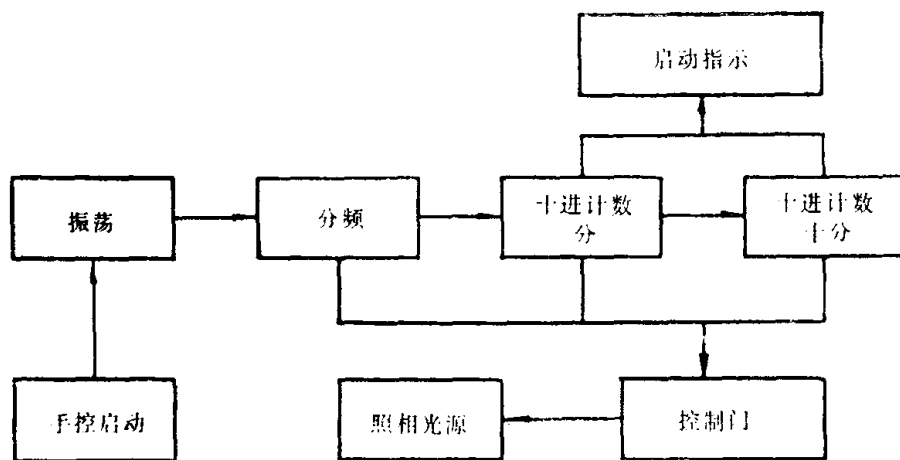 启动指示
振荡
分频
十进计数
分
十进计数
十分
手控启动
照相光源
控制门